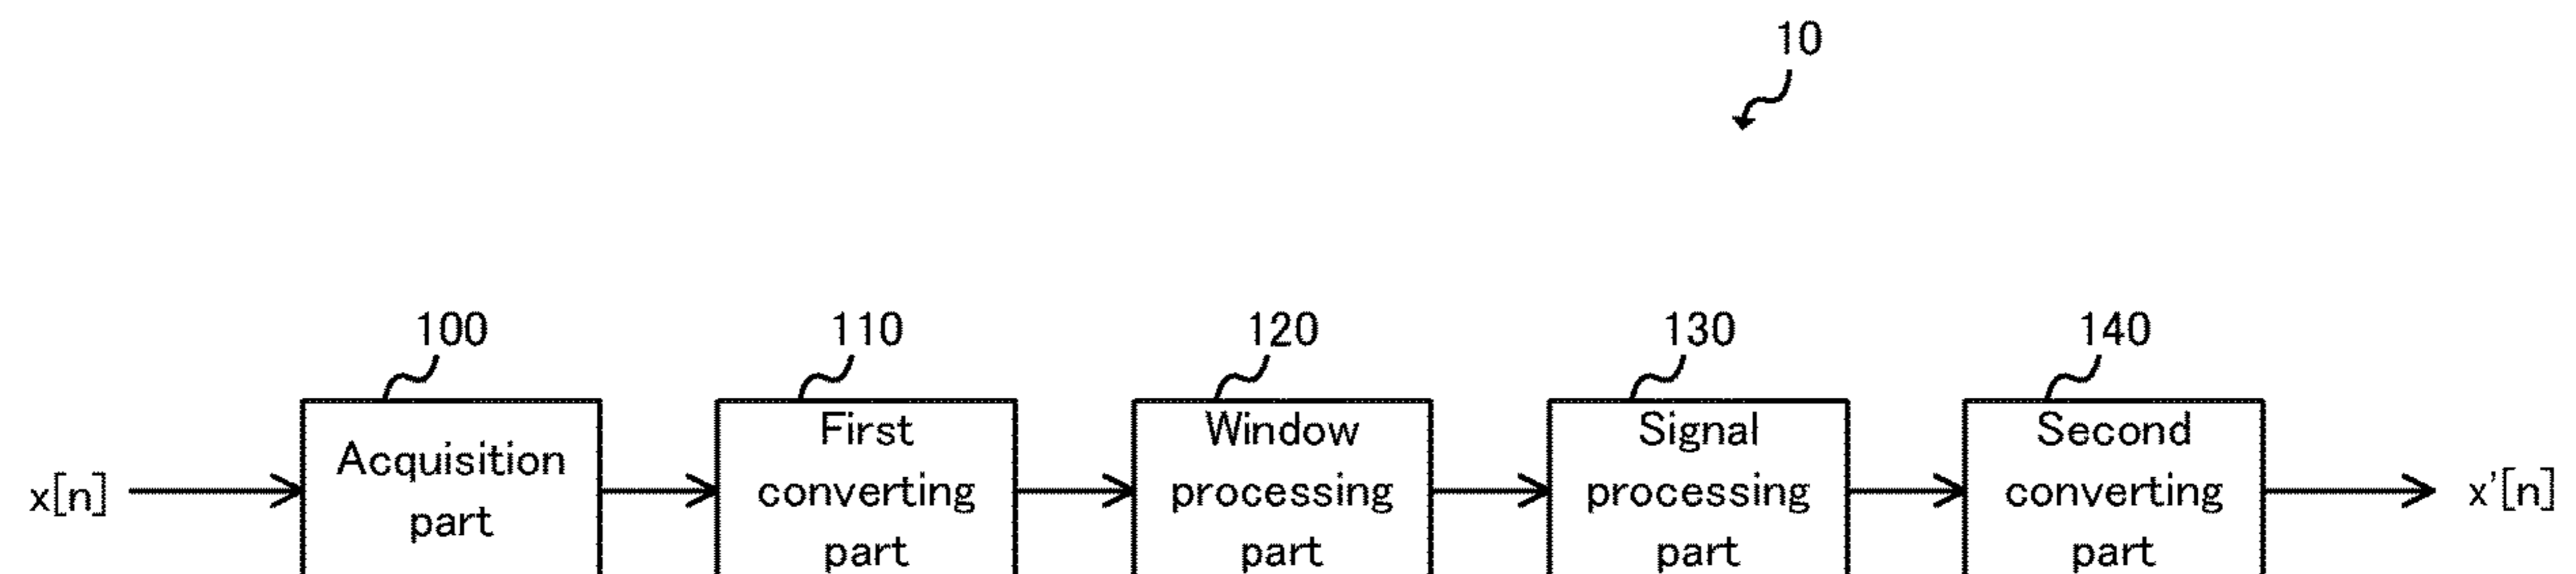 10
100
110
120
130
140
x[n]
Acquisition
part
First
converting
part
Window
processing
part
Signal
processing
part
Second
converting
part
x'[n]